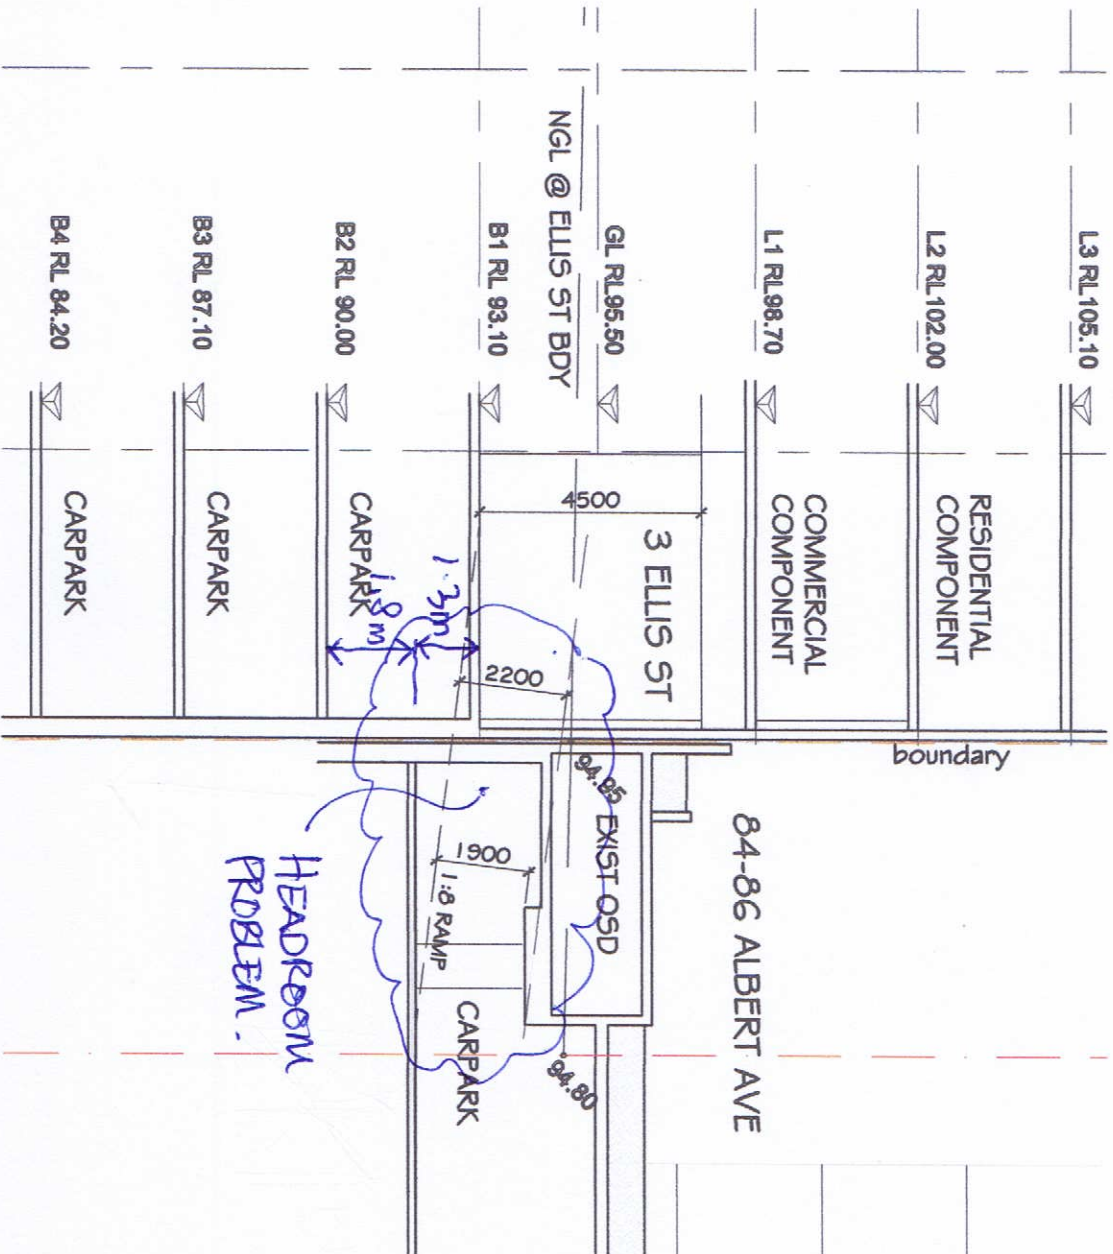 L3 RL105.10
L2 RL102.00
RESIDENTIAL
COMPONENT
L1 RL98.70
COMMERCIAL
COMPONENT
GL RL95.50
NGL @ ELLIS ST BDY
B1 RL 93.10
B2 RL 90.00
B3 RL 87.10
B4 RL 84.20
4500
3 ELLIS ST
2200
CARPARK
CARPARK
CARPARK
1.3m
1.8m
boundary
84-86 ALBERT AVE
94.85
EXIST OSD
1900
1:8 RAMP
CARPARK
94.80
HEADROOM
PROBLEM.